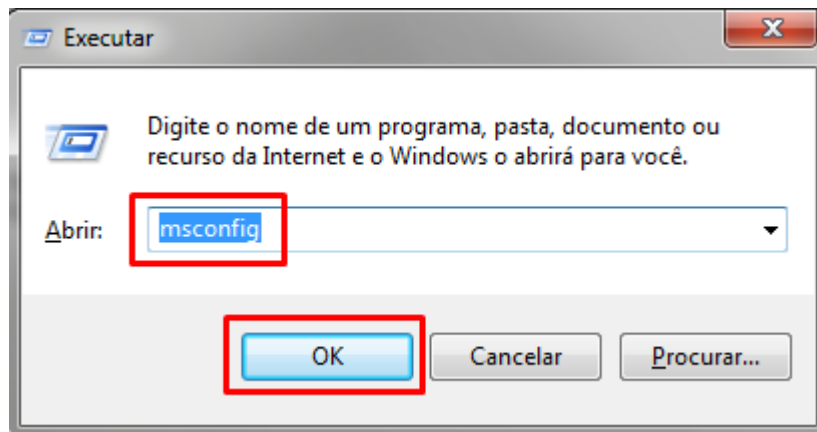 Executar
Digite o nome de um programa, pasta, documento ou
recurso da Internet e o Windows o abrirá para você.
Abrir: msconfig
OK Cancelar Procurar...